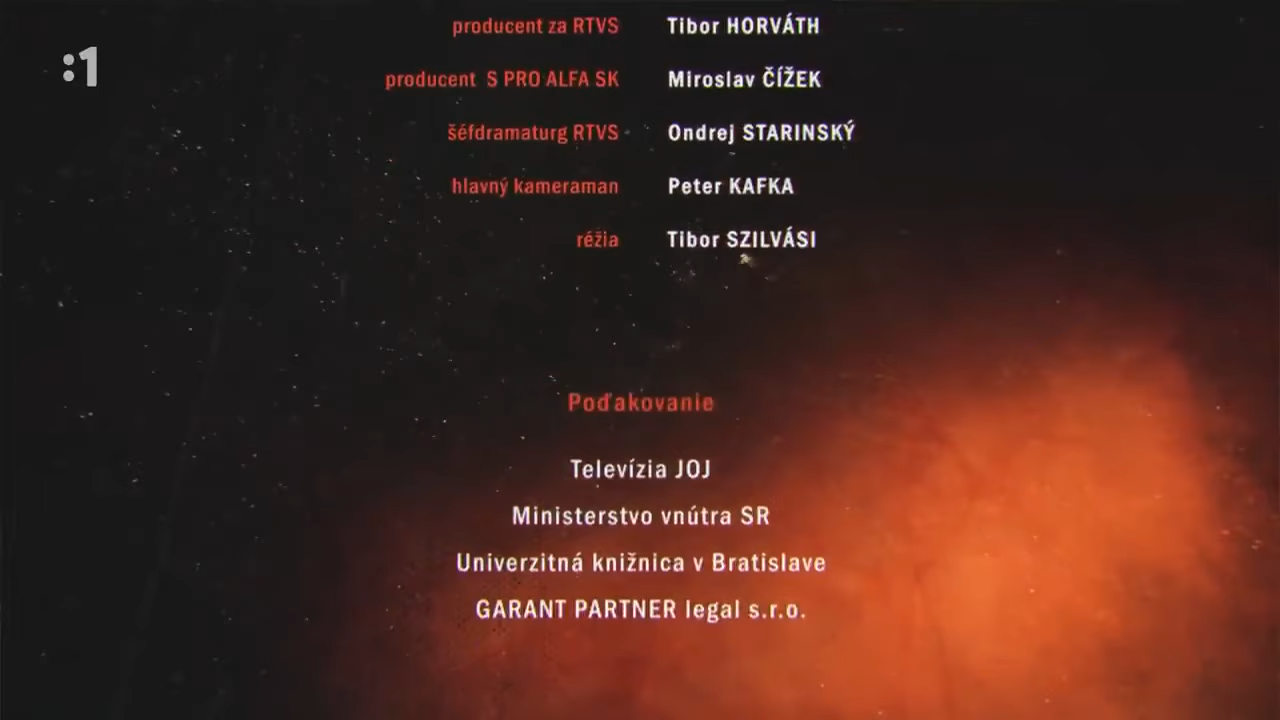 :1
producent za RTVS Tibor HORVÁTH
producent S PRO ALFA SK Miroslav ČÍŽEK
šéfdramaturg RTVS Ondrej STARINSKÝ
hlavný kameraman Peter KAFKA
réžia Tibor SZILVÁSI
Poďakovanie
Televízia JOJ
Ministerstvo vnútra SR
Univerzitná knižnica v Bratislave
GARANT PARTNER legal s.r.o.